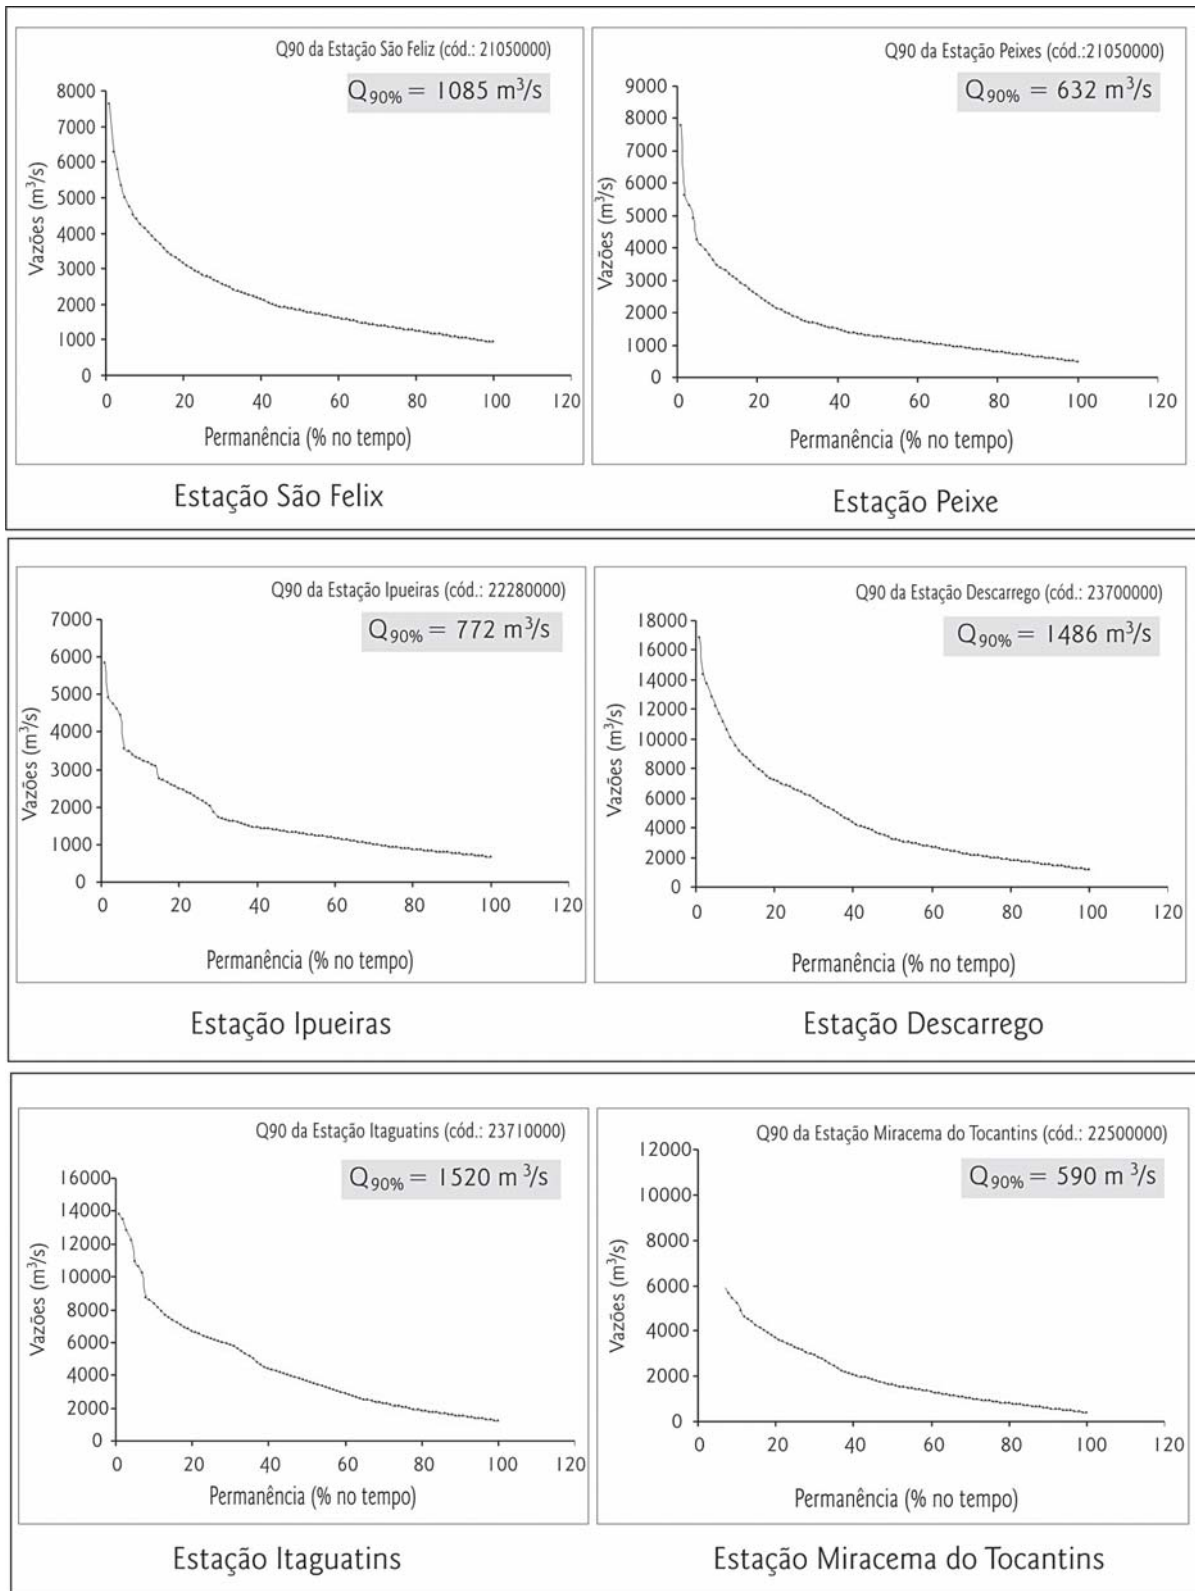 Q90 da Estação São Feliz (cód.: 21050000)
Q90% = 1085 m³/s
8000
7000
6000
5000
4000
3000
2000
1000
0
Vazões (m³/s)
0 20 40 60 80 100 120
Permanência (% no tempo)
Estação São Felix
Q90 da Estação Peixes (cód.:21050000)
Q90% = 632 m³/s
9000
8000
7000
6000
5000
4000
3000
2000
1000
0
Vazões (m³/s)
0 20 40 60 80 100 120
Permanência (% no tempo)
Estação Peixe
Q90 da Estação Ipueiras (cód.: 22280000)
Q90% = 772 m³/s
7000
6000
5000
4000
3000
2000
1000
0
Vazões (m³/s)
0 20 40 60 80 100 120
Permanência (% no tempo)
Estação Ipueiras
Q90 da Estação Descarrego (cód.: 23700000)
Q90% = 1486 m³/s
18000
16000
14000
12000
10000
8000
6000
4000
2000
0
Vazões (m³/s)
0 20 40 60 80 100 120
Permanência (% no tempo)
Estação Descarrego
Q90 da Estação Itaguatins (cód.: 23710000)
Q90% = 1520 m³/s
16000
14000
12000
10000
8000
6000
4000
2000
0
Vazões (m³/s)
0 20 40 60 80 100 120
Permanência (% no tempo)
Estação Itaguatins
Q90 da Estação Miracema do Tocantins (cód.: 22500000)
Q90% = 590 m³/s
12000
10000
8000
6000
4000
2000
0
Vazões (m³/s)
0 20 40 60 80 100 120
Permanência (% no tempo)
Estação Miracema do Tocantins